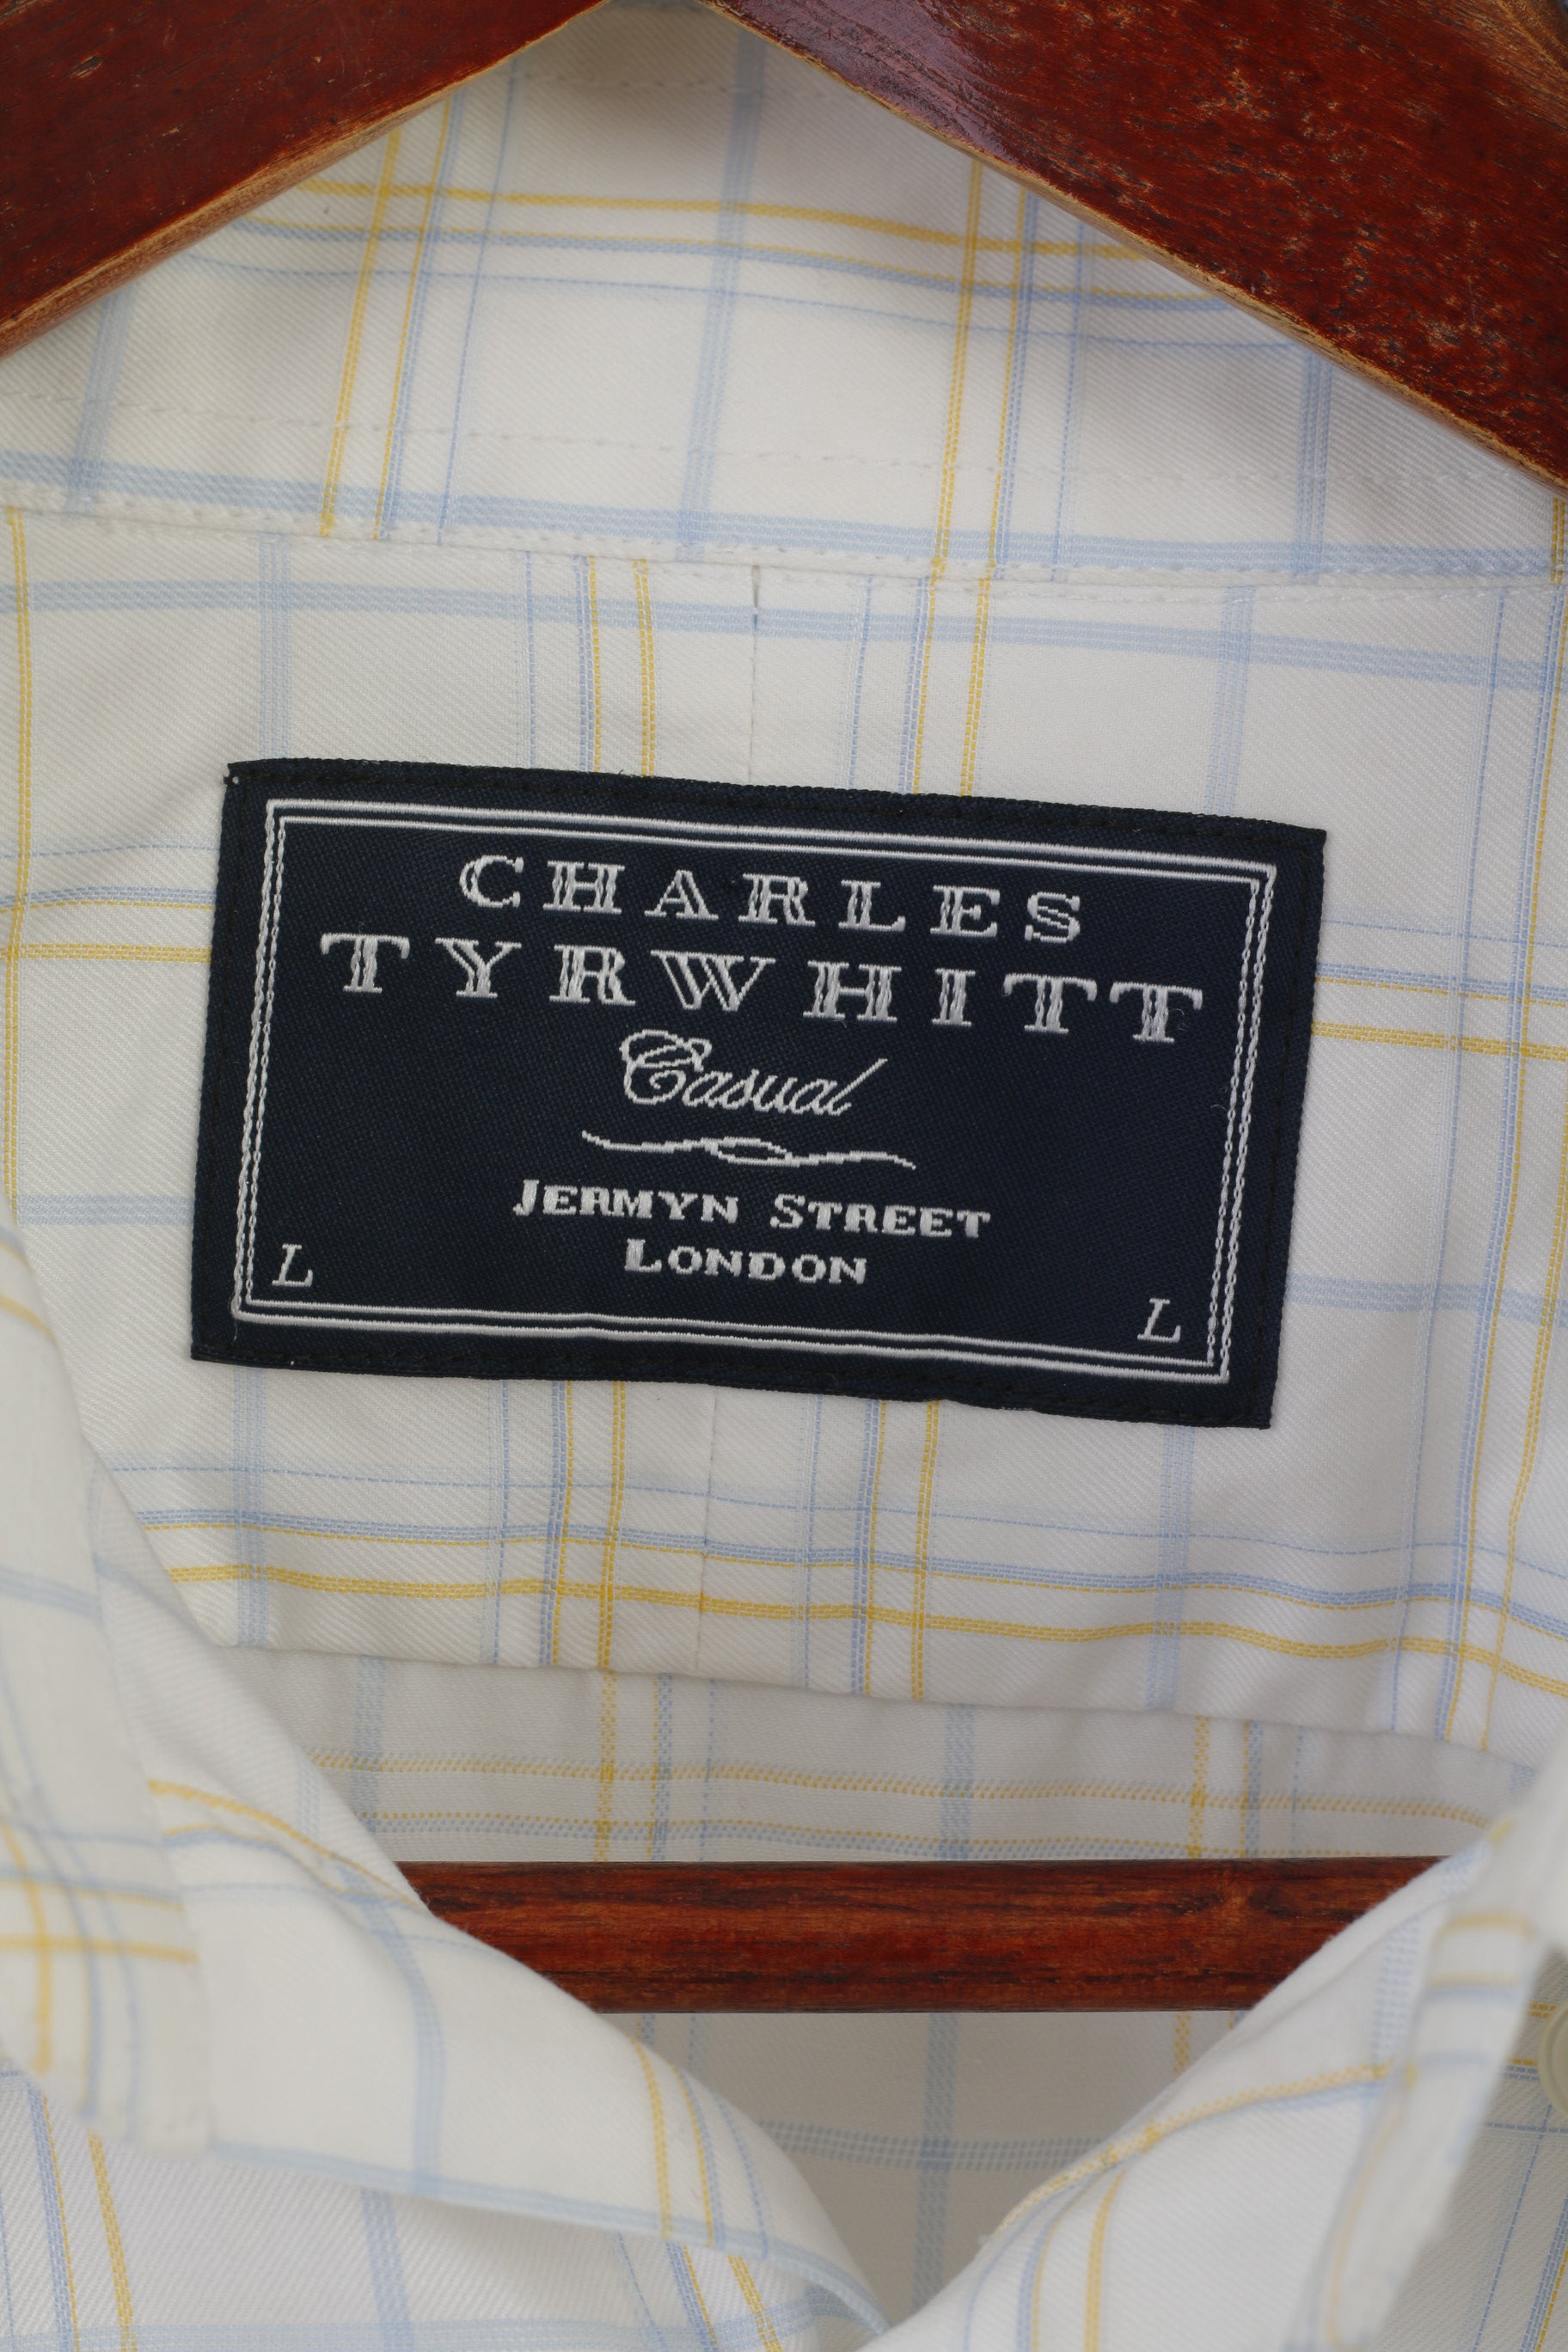 CHARLES
TYRWHITT
Casual
JERMYN STREET
LONDON
L L